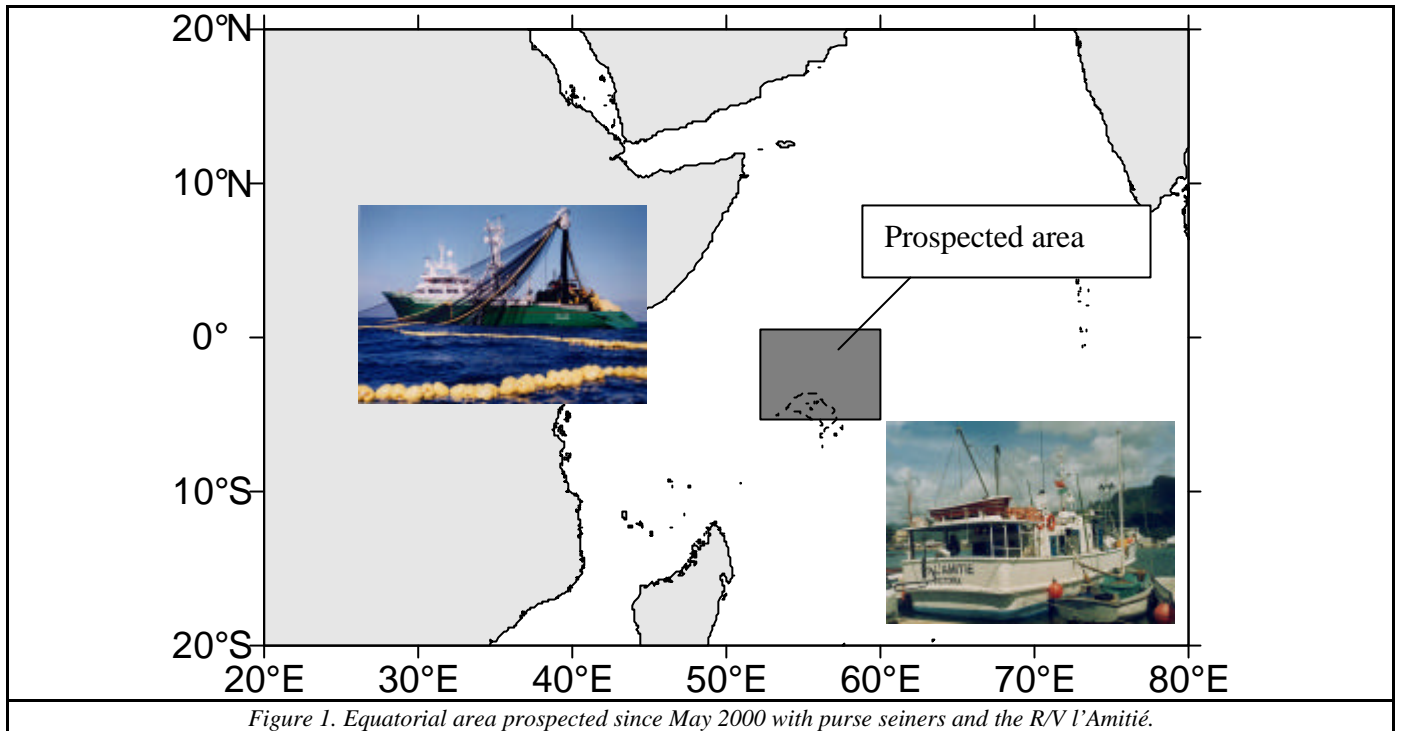 20°N
10°N
Prospected area
0°
10°S
L'AMITIE
20°S
20°E 30°E 40°E 50°E 60°E 70°E 80°E
Figure 1. Equatorial area prospected since May 2000 with purse seiners and the R/V l'Amitié.